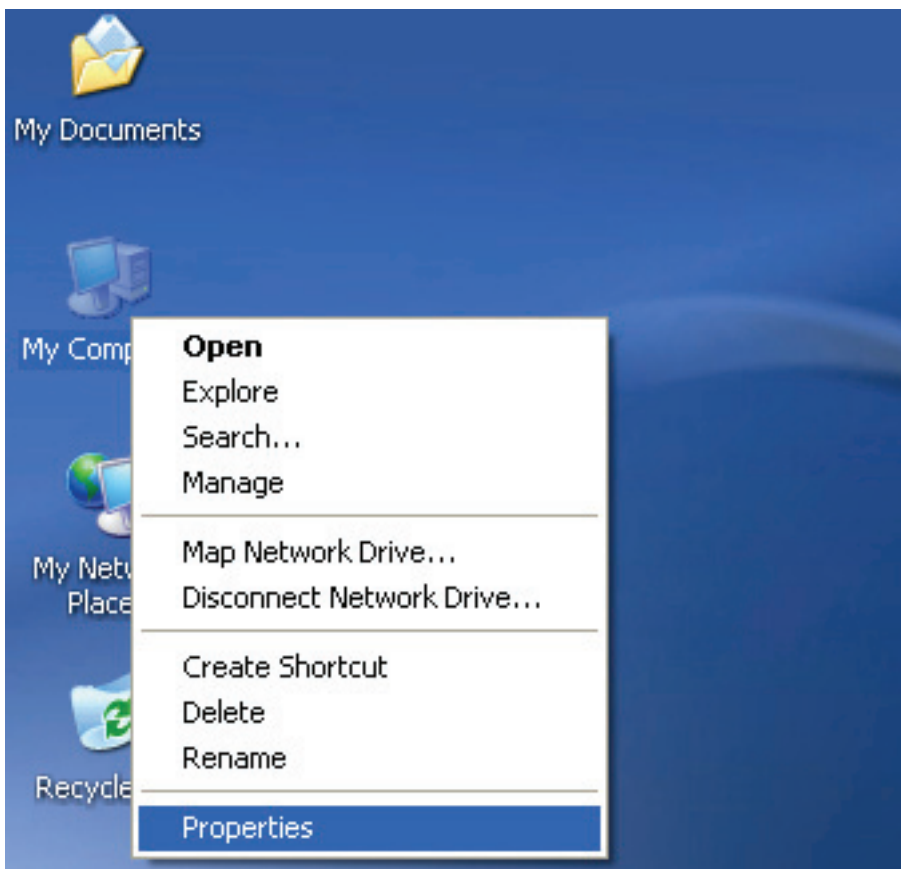 My Documents
My Comp
Open
Explore
Search...
Manage
Map Network Drive...
Disconnect Network Drive...
My Netw
Place
Create Shortcut
Delete
Rename
Recycle
Properties